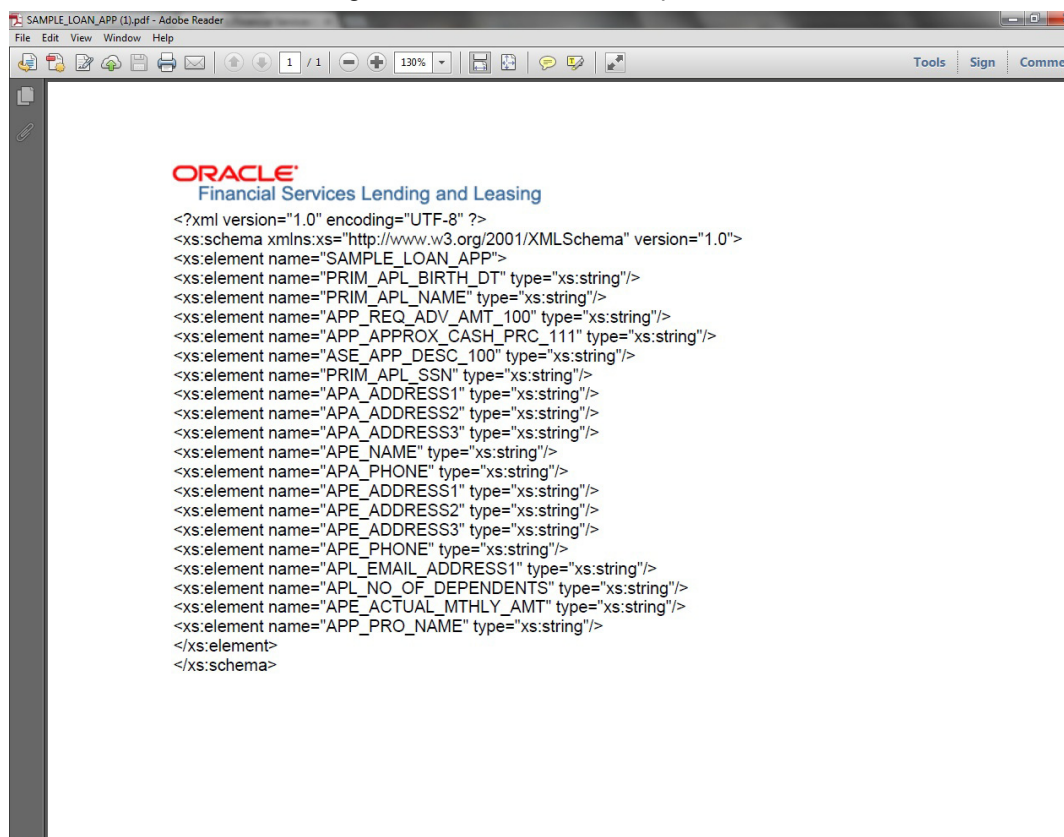 SAMPLE_LOAN_APP (1).pdf - Adobe Reader
File Edit View Window Help
1 / 1 130% Tools Sign Comme
ORACLE
Financial Services Lending and Leasing
<?xml version="1.0" encoding="UTF-8" ?>
<xs:schema xmlns:xs="http://www.w3.org/2001/XMLSchema" version="1.0">
<xs:element name="SAMPLE_LOAN_APP">
<xs:element name="PRIM_APL_BIRTH_DT" type="xs:string"/>
<xs:element name="PRIM_APL_NAME" type="xs:string"/>
<xs:element name="APP_REQ_ADV_AMT_100" type="xs:string"/>
<xs:element name="APP_APPROX_CASH_PRC_111" type="xs:string"/>
<xs:element name="ASE_APP_DESC_100" type="xs:string"/>
<xs:element name="PRIM_APL_SSN" type="xs:string"/>
<xs:element name="APA_ADDRESS1" type="xs:string"/>
<xs:element name="APA_ADDRESS2" type="xs:string"/>
<xs:element name="APA_ADDRESS3" type="xs:string"/>
<xs:element name="APE_NAME" type="xs:string"/>
<xs:element name="APA_PHONE" type="xs:string"/>
<xs:element name="APE_ADDRESS1" type="xs:string"/>
<xs:element name="APE_ADDRESS2" type="xs:string"/>
<xs:element name="APE_ADDRESS3" type="xs:string"/>
<xs:element name="APE_PHONE" type="xs:string"/>
<xs:element name="APL_EMAIL_ADDRESS1" type="xs:string"/>
<xs:element name="APL_NO_OF_DEPENDENTS" type="xs:string"/>
<xs:element name="APE_ACTUAL_MTHLY_AMT" type="xs:string"/>
<xs:element name="APP_PRO_NAME" type="xs:string"/>
</xs:element>
</xs:schema>